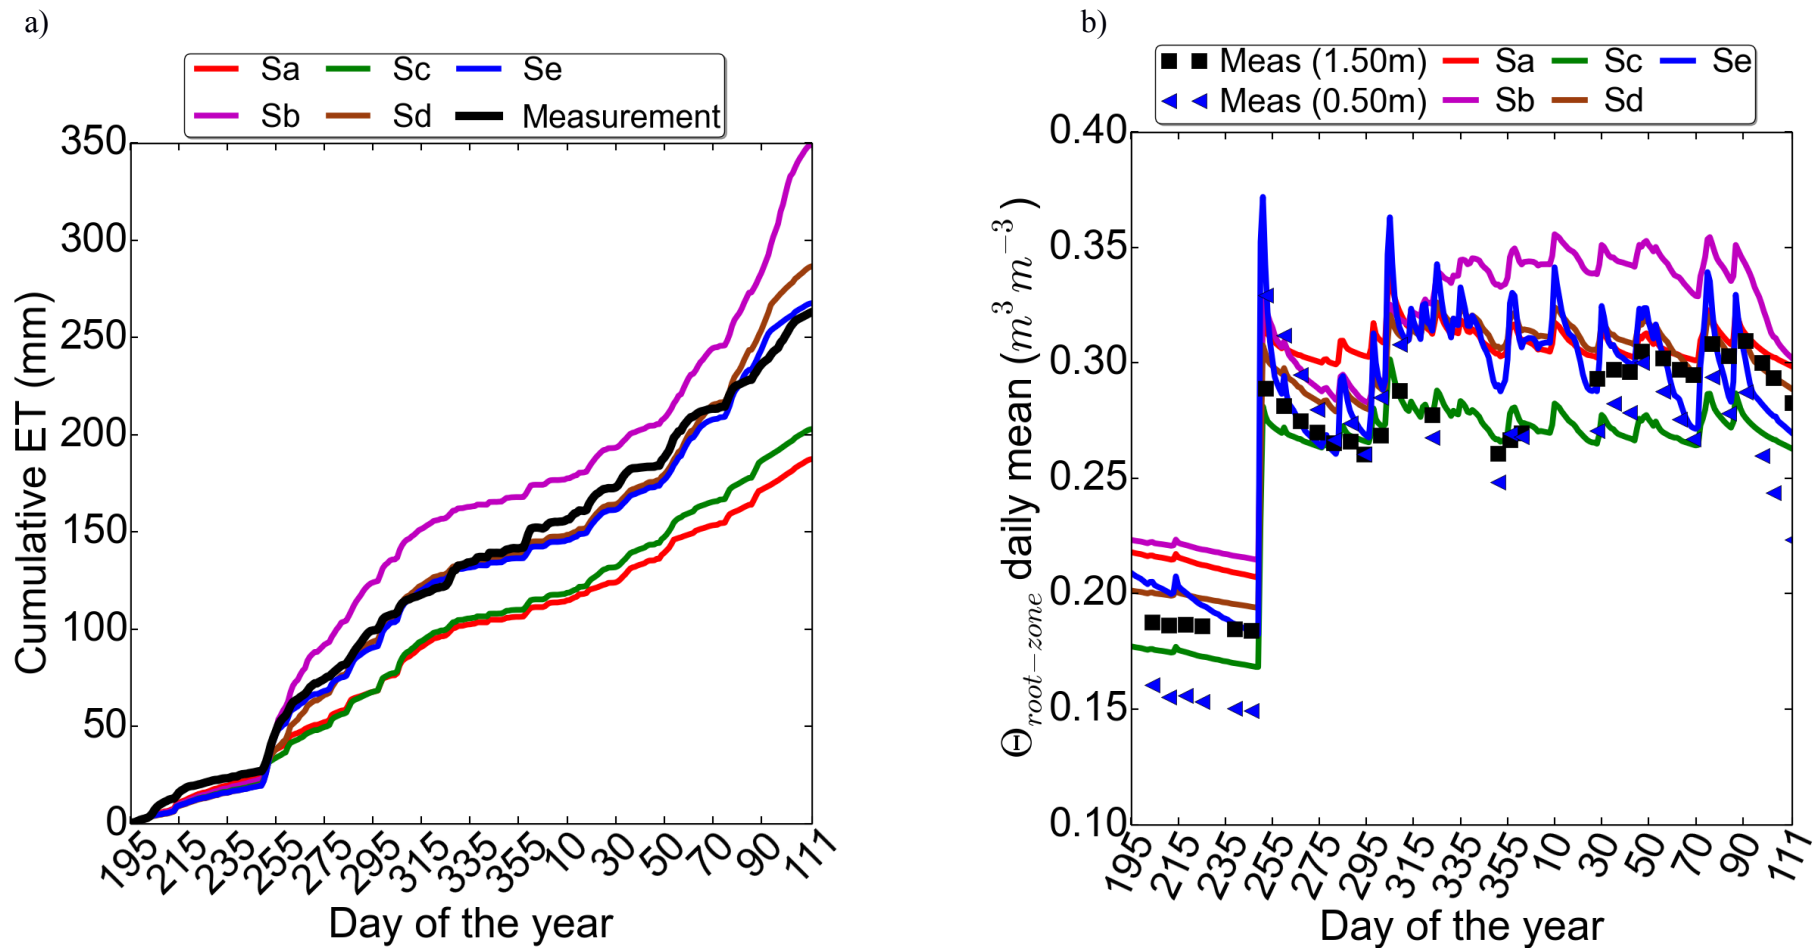 a)
Sa Sc Se
Sb Sd Measurement
350
300
250
200
150
100
50
0
Cumulative ET (mm)
195 215 235 255 275 295 315 335 355 10 30 50 70 90 111
Day of the year
b)
Meas (1.50m) Sa Sc Se
Meas (0.50m) Sb Sd
0.40
0.35
0.30
0.25
0.20
0.15
0.10
Θroot−zone daily mean (m³ m⁻³)
195 215 235 255 275 295 315 335 355 10 30 50 70 90 111
Day of the year